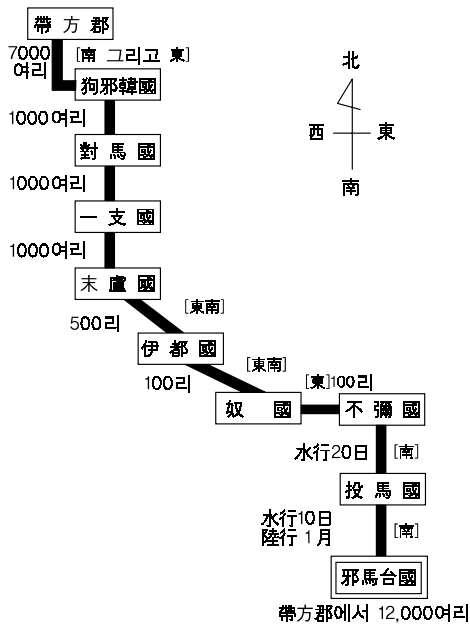 帶方郡
7000
여리
[南 그리고 東]
狗邪韓國
1000여리
對馬國
1000여리
一支國
1000여리
末盧國
500리
[東南]
伊都國
100리
[東南]
奴 國
[東]100리
不彌國
水行20日
[南]
投馬國
水行10日
陸行 1月
[南]
邪馬台國
帶方郡에서 12,000여리
北
西
東
南